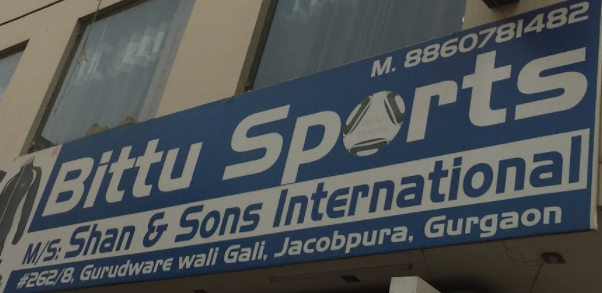 M. 8860781482
Bittu Sports
M/S: Shan & Sons International
#262/8, Gurudware wali Gali, Jacobpura, Gurgaon